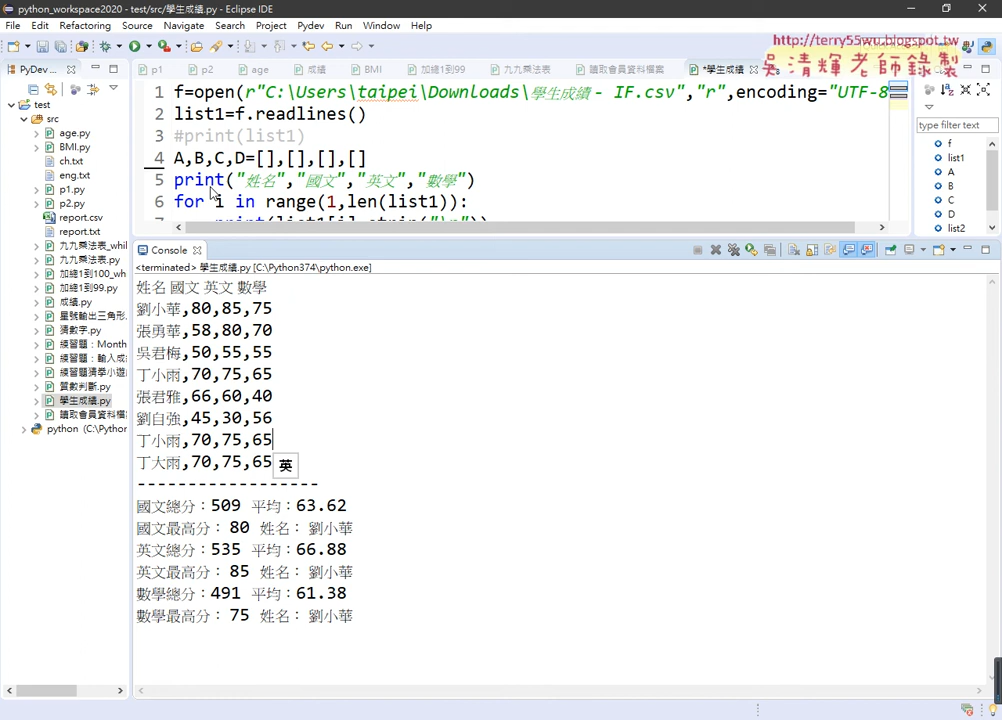 python_workspace2020 - test/src/學生成績.py - Eclipse IDE
File Edit Refactoring Source Navigate Search Project Pydev Run Window Help
http://terry55wu.blogspot.tw
吳清輝老師錄製
PyDev
p1 p2 age 成績 BMI 加總1到99 九九乘法表 讀取會員資料檔案 *學生成績
test
src
age.py
BMI.py
ch.txt
eng.txt
p1.py
p2.py
report.csv
report.txt
九九乘法表_whil
九九乘法表.py
加總1到100_wh
加總1到99.py
成績.py
星號輸出三角形.
猜數字.py
練習題：Month
練習題：輸入成
練習題猜拳小遊
質數判斷.py
學生成績.py
讀取會員資料檔
python (C:\Pytho
1 f=open(r"C:\Users\taipei\Downloads\學生成績 - IF.csv","r",encoding="UTF-8
2 list1=f.readlines()
3 #print(list1)
4 A,B,C,D=[],[],[],[]
5 print("姓名","國文","英文","數學")
6 for i in range(1,len(list1)):
print(list1[i].strip("\n"))
type filter text
f
list1
A
B
C
D
list2
Console
<terminated> 學生成績.py [C:\Python374\python.exe]
姓名 國文 英文 數學
劉小華,80,85,75
張勇華,58,80,70
吳君梅,50,55,55
丁小雨,70,75,65
張君雅,66,60,40
劉自強,45,30,56
丁小雨,70,75,65
丁大雨,70,75,65
英
------------------
國文總分：509 平均：63.62
國文最高分： 80 姓名： 劉小華
英文總分：535 平均：66.88
英文最高分： 85 姓名： 劉小華
數學總分：491 平均：61.38
數學最高分： 75 姓名： 劉小華